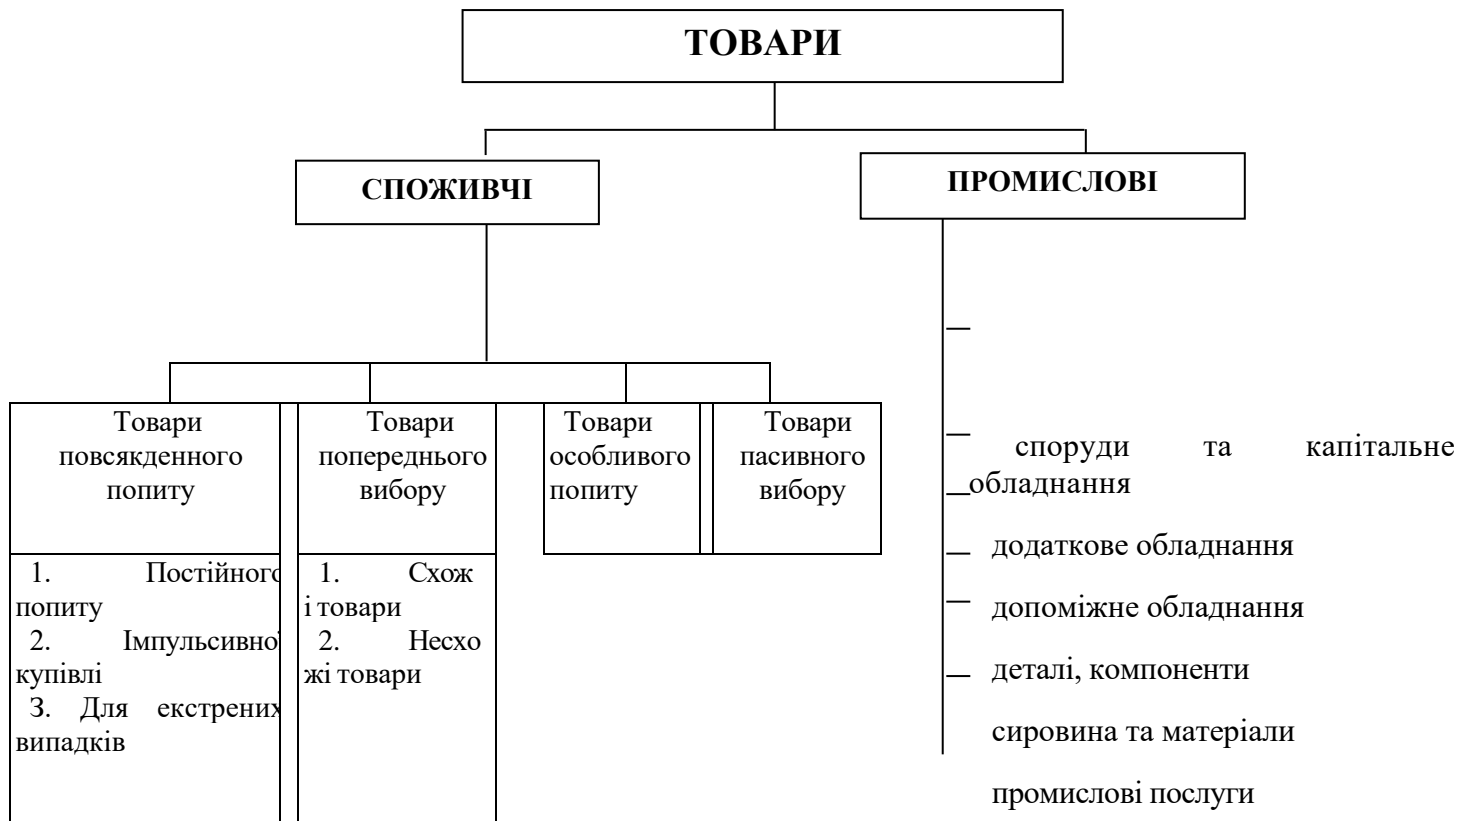 ТОВАРИ
СПОЖИВЧІ
ПРОМИСЛОВІ
Товари
повсякденного
попиту
Товари
попереднього
вибору
Товари
особливого
попиту
Товари
пасивного
вибору
1. Постійного
попиту
2. Імпульсивної
купівлі
3. Для екстрених
випадків
1. Схож
і товари
2. Несхо
жі товари
споруди та капітальне
обладнання
додаткове обладнання
допоміжне обладнання
деталі, компоненти
сировина та матеріали
промислові послуги